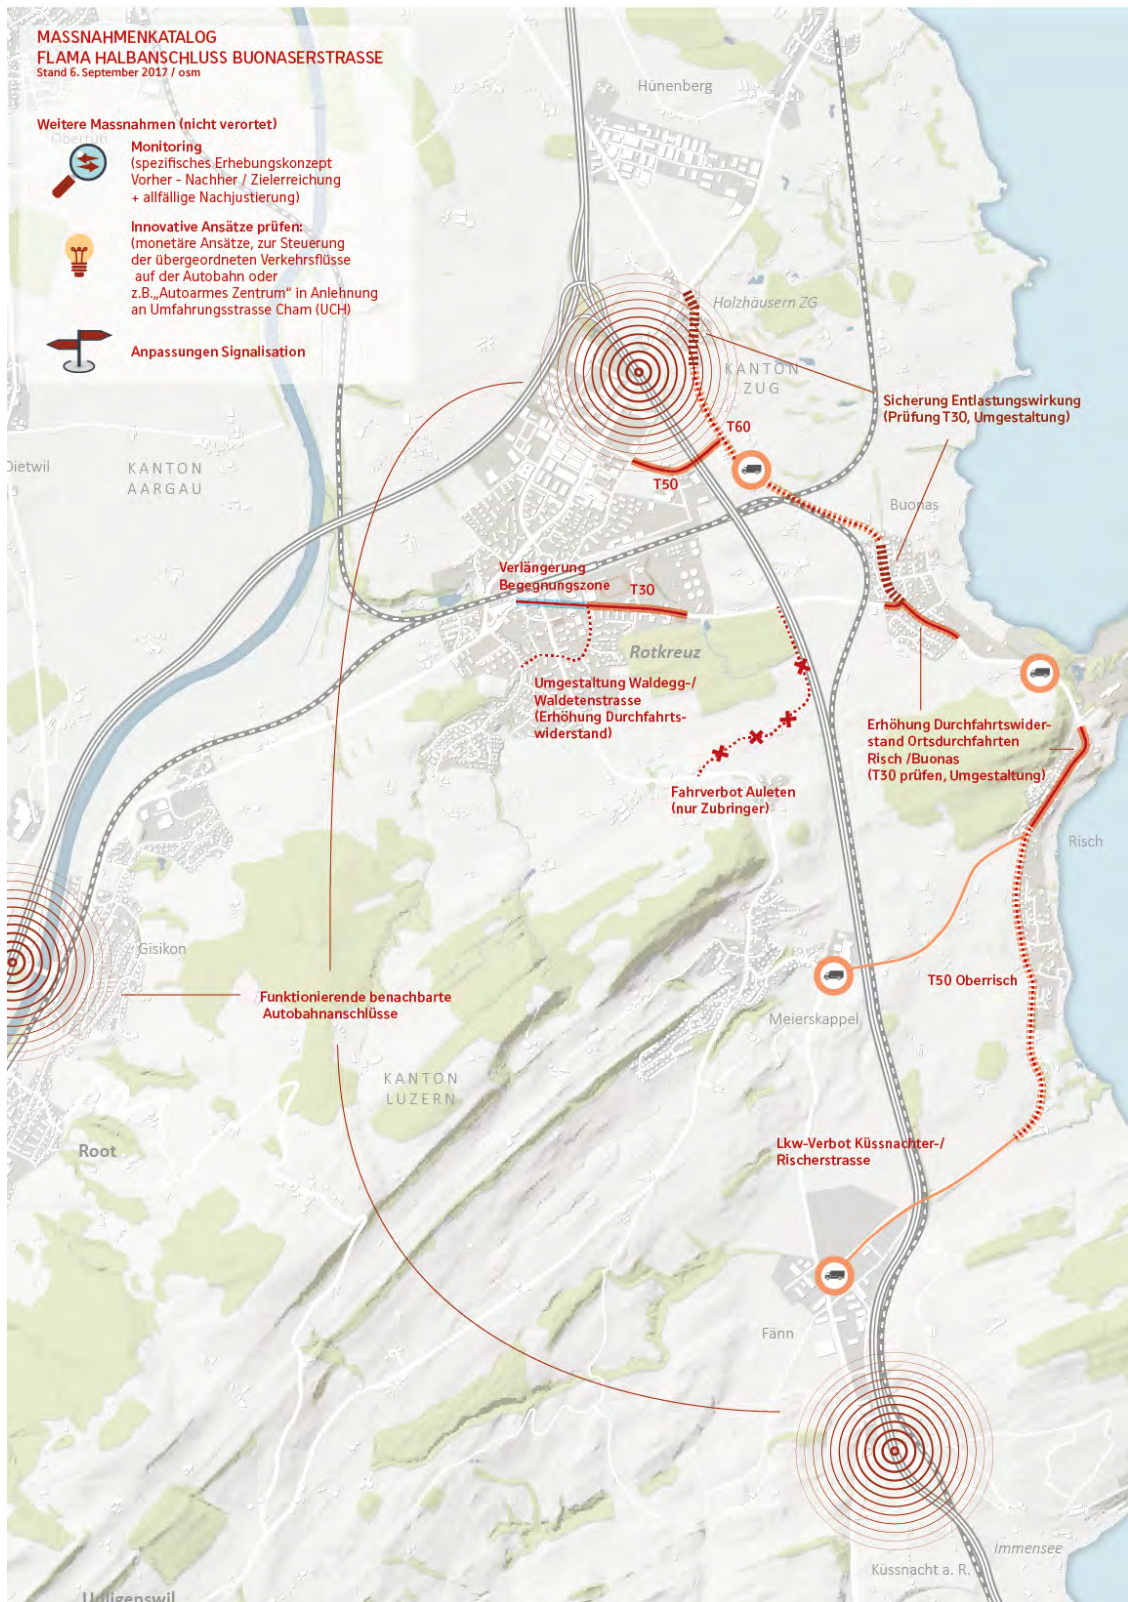 MASSNAHMENKATALOG
FLAMA HALBANSCHLUSS BUONASERSTRASSE
Stand 6. September 2017 / osm
Weitere Massnahmen (nicht verortet)
Oberrüti
Monitoring
(spezifisches Erhebungskonzept
Vorher - Nachher / Zielerreichung
+ allfällige Nachjustierung)
Innovative Ansätze prüfen:
(monetäre Ansätze, zur Steuerung
der übergeordneten Verkehrsflüsse
auf der Autobahn oder
z.B.„Autoarmes Zentrum“ in Anlehnung
an Umfahrungsstrasse Cham (UCH)
Anpassungen Signalisation
Hünenberg
Holzhäusern ZG
KANTON
ZUG
Sicherung Entlastungswirkung
(Prüfung T30, Umgestaltung)
T60
T50
Dietwil
KANTON
AARGAU
Buonas
Verlängerung
Begegnungszone
T30
Rotkreuz
Umgestaltung Waldegg-/
Waldetenstrasse
(Erhöhung Durchfahrts-
widerstand)
Erhöhung Durchfahrtswider-
stand Ortsdurchfahrten
Risch /Buonas
(T30 prüfen, Umgestaltung)
Fahrverbot Auleten
(nur Zubringer)
Risch
Gisikon
T50 Oberrisch
Funktionierende benachbarte
Autobahnanschlüsse
Meierskappel
KANTON
LUZERN
Root
Lkw-Verbot Küssnachter-/
Rischerstrasse
Fänn
Immensee
Küssnacht a. R.
Udligenswil